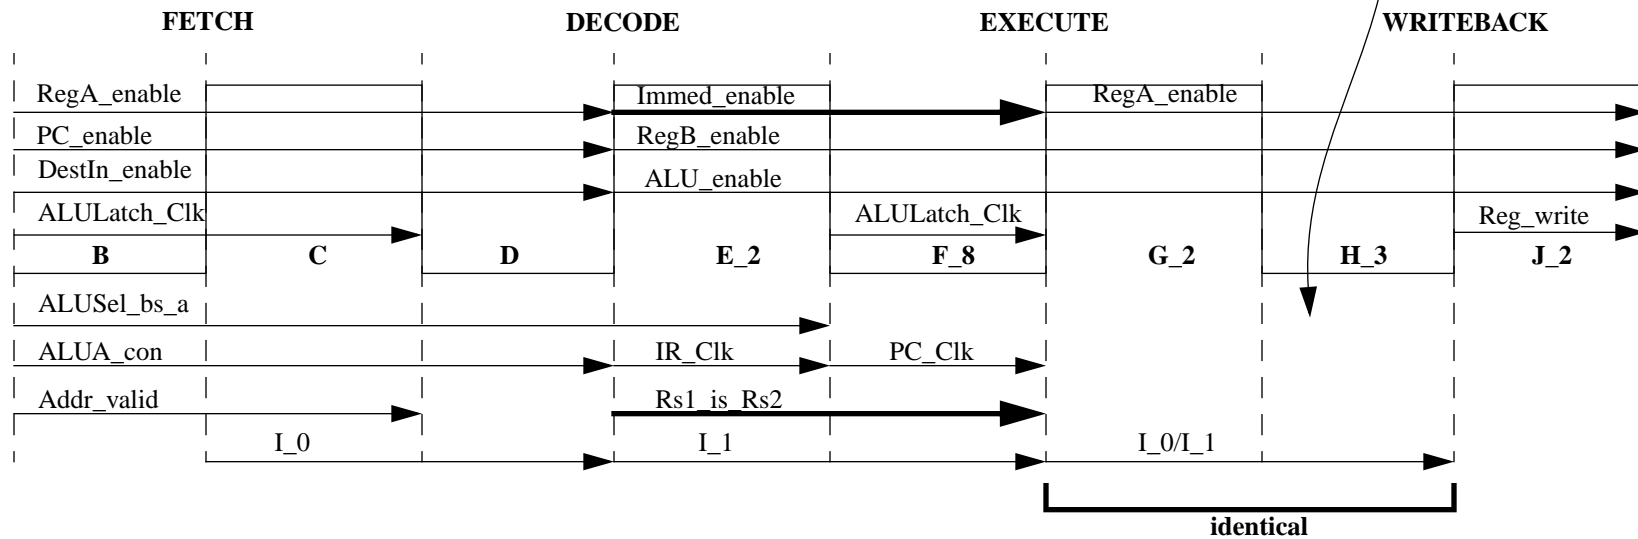 FETCH DECODE EXECUTE WRITEBACK
RegA_enable Immed_enable RegA_enable
PC_enable RegB_enable
DestIn_enable ALU_enable
ALULatch_Clk ALULatch_Clk Reg_write
B C D E_2 F_8 G_2 H_3 J_2
ALUSel_bs_a
ALUA_con IR_Clk PC_Clk
Addr_valid Rs1_is_Rs2
I_0 I_1 I_0/I_1
identical